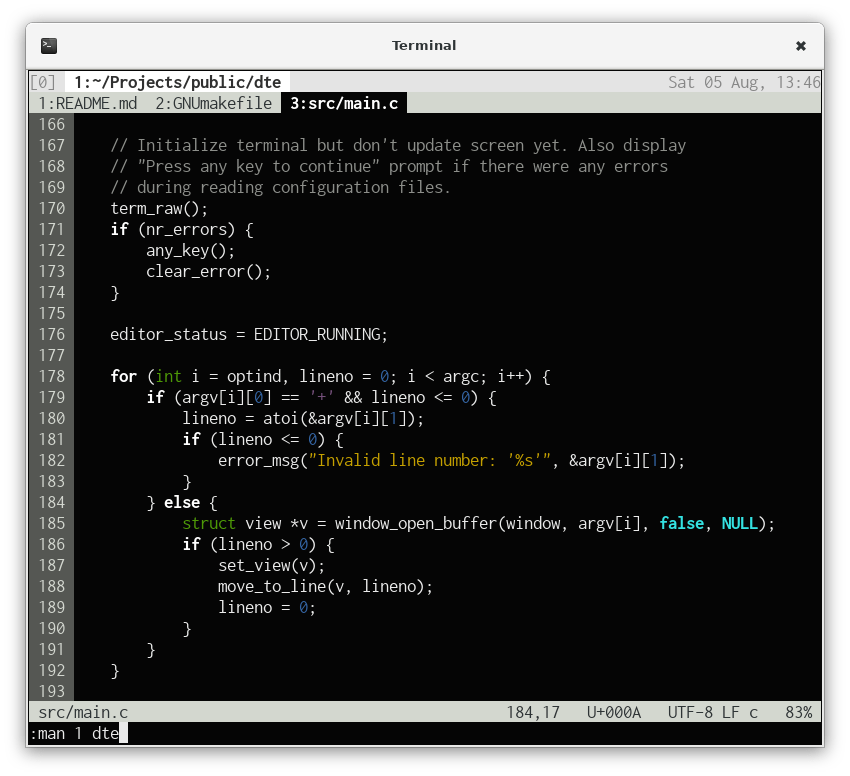 Terminal
[0] 1:~/Projects/public/dte Sat 05 Aug, 13:46
1:README.md 2:GNUmakefile 3:src/main.c
166
167 // Initialize terminal but don't update screen yet. Also display
168 // "Press any key to continue" prompt if there were any errors
169 // during reading configuration files.
170 term_raw();
171 if (nr_errors) {
172 any_key();
173 clear_error();
174 }
175
176 editor_status = EDITOR_RUNNING;
177
178 for (int i = optind, lineno = 0; i < argc; i++) {
179 if (argv[i][0] == '+' && lineno <= 0) {
180 lineno = atoi(&argv[i][1]);
181 if (lineno <= 0) {
182 error_msg("Invalid line number: '%s'", &argv[i][1]);
183 }
184 } else {
185 struct view *v = window_open_buffer(window, argv[i], false, NULL);
186 if (lineno > 0) {
187 set_view(v);
188 move_to_line(v, lineno);
189 lineno = 0;
190 }
191 }
192 }
193
src/main.c 184,17 U+000A UTF-8 LF c 83%
:man 1 dte